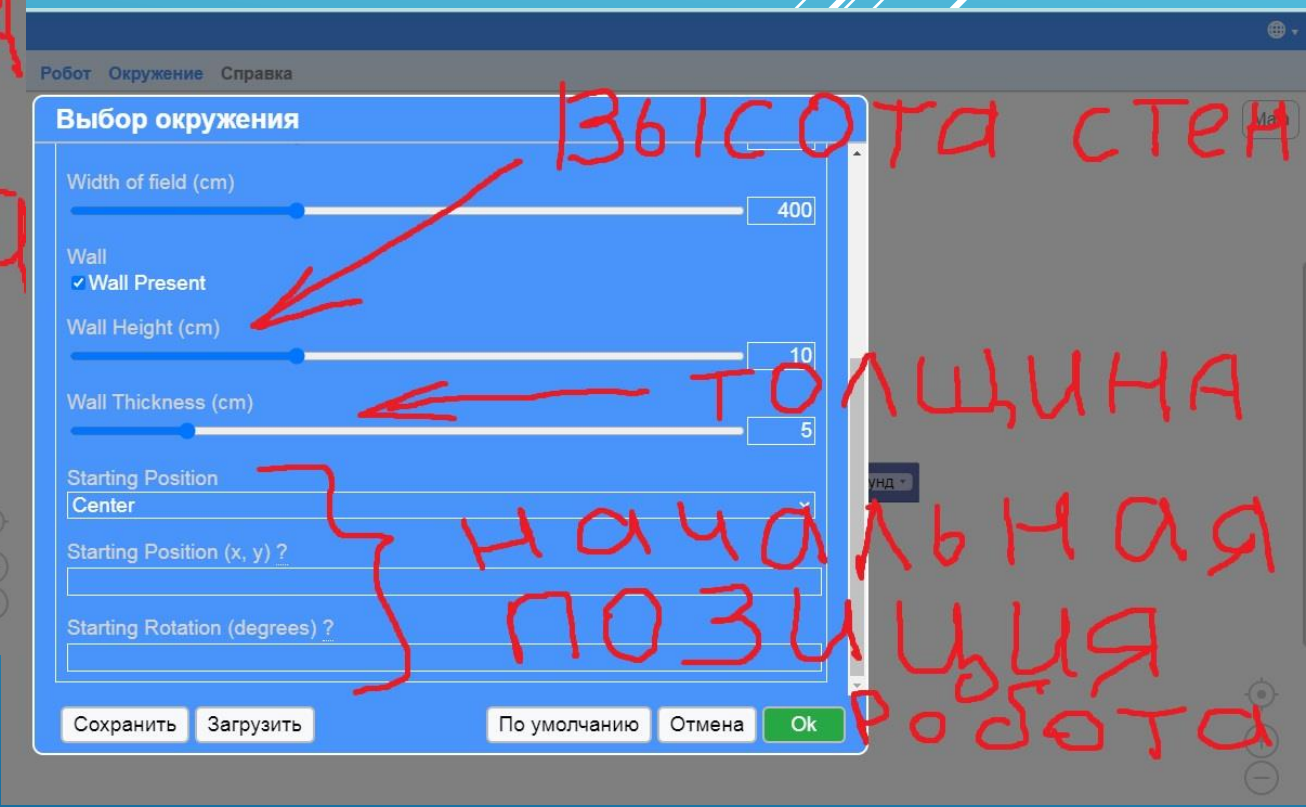 Робот Окружение Справка
Выбор окружения
Высота стен
Width of field (cm)
400
Wall
Wall Present
Wall Height (cm)
10
толщина
Wall Thickness (cm)
5
Starting Position
Center
начальная
позиция
робота
Starting Position (x, y) ?
Starting Rotation (degrees) ?
Сохранить Загрузить По умолчанию Отмена Ok